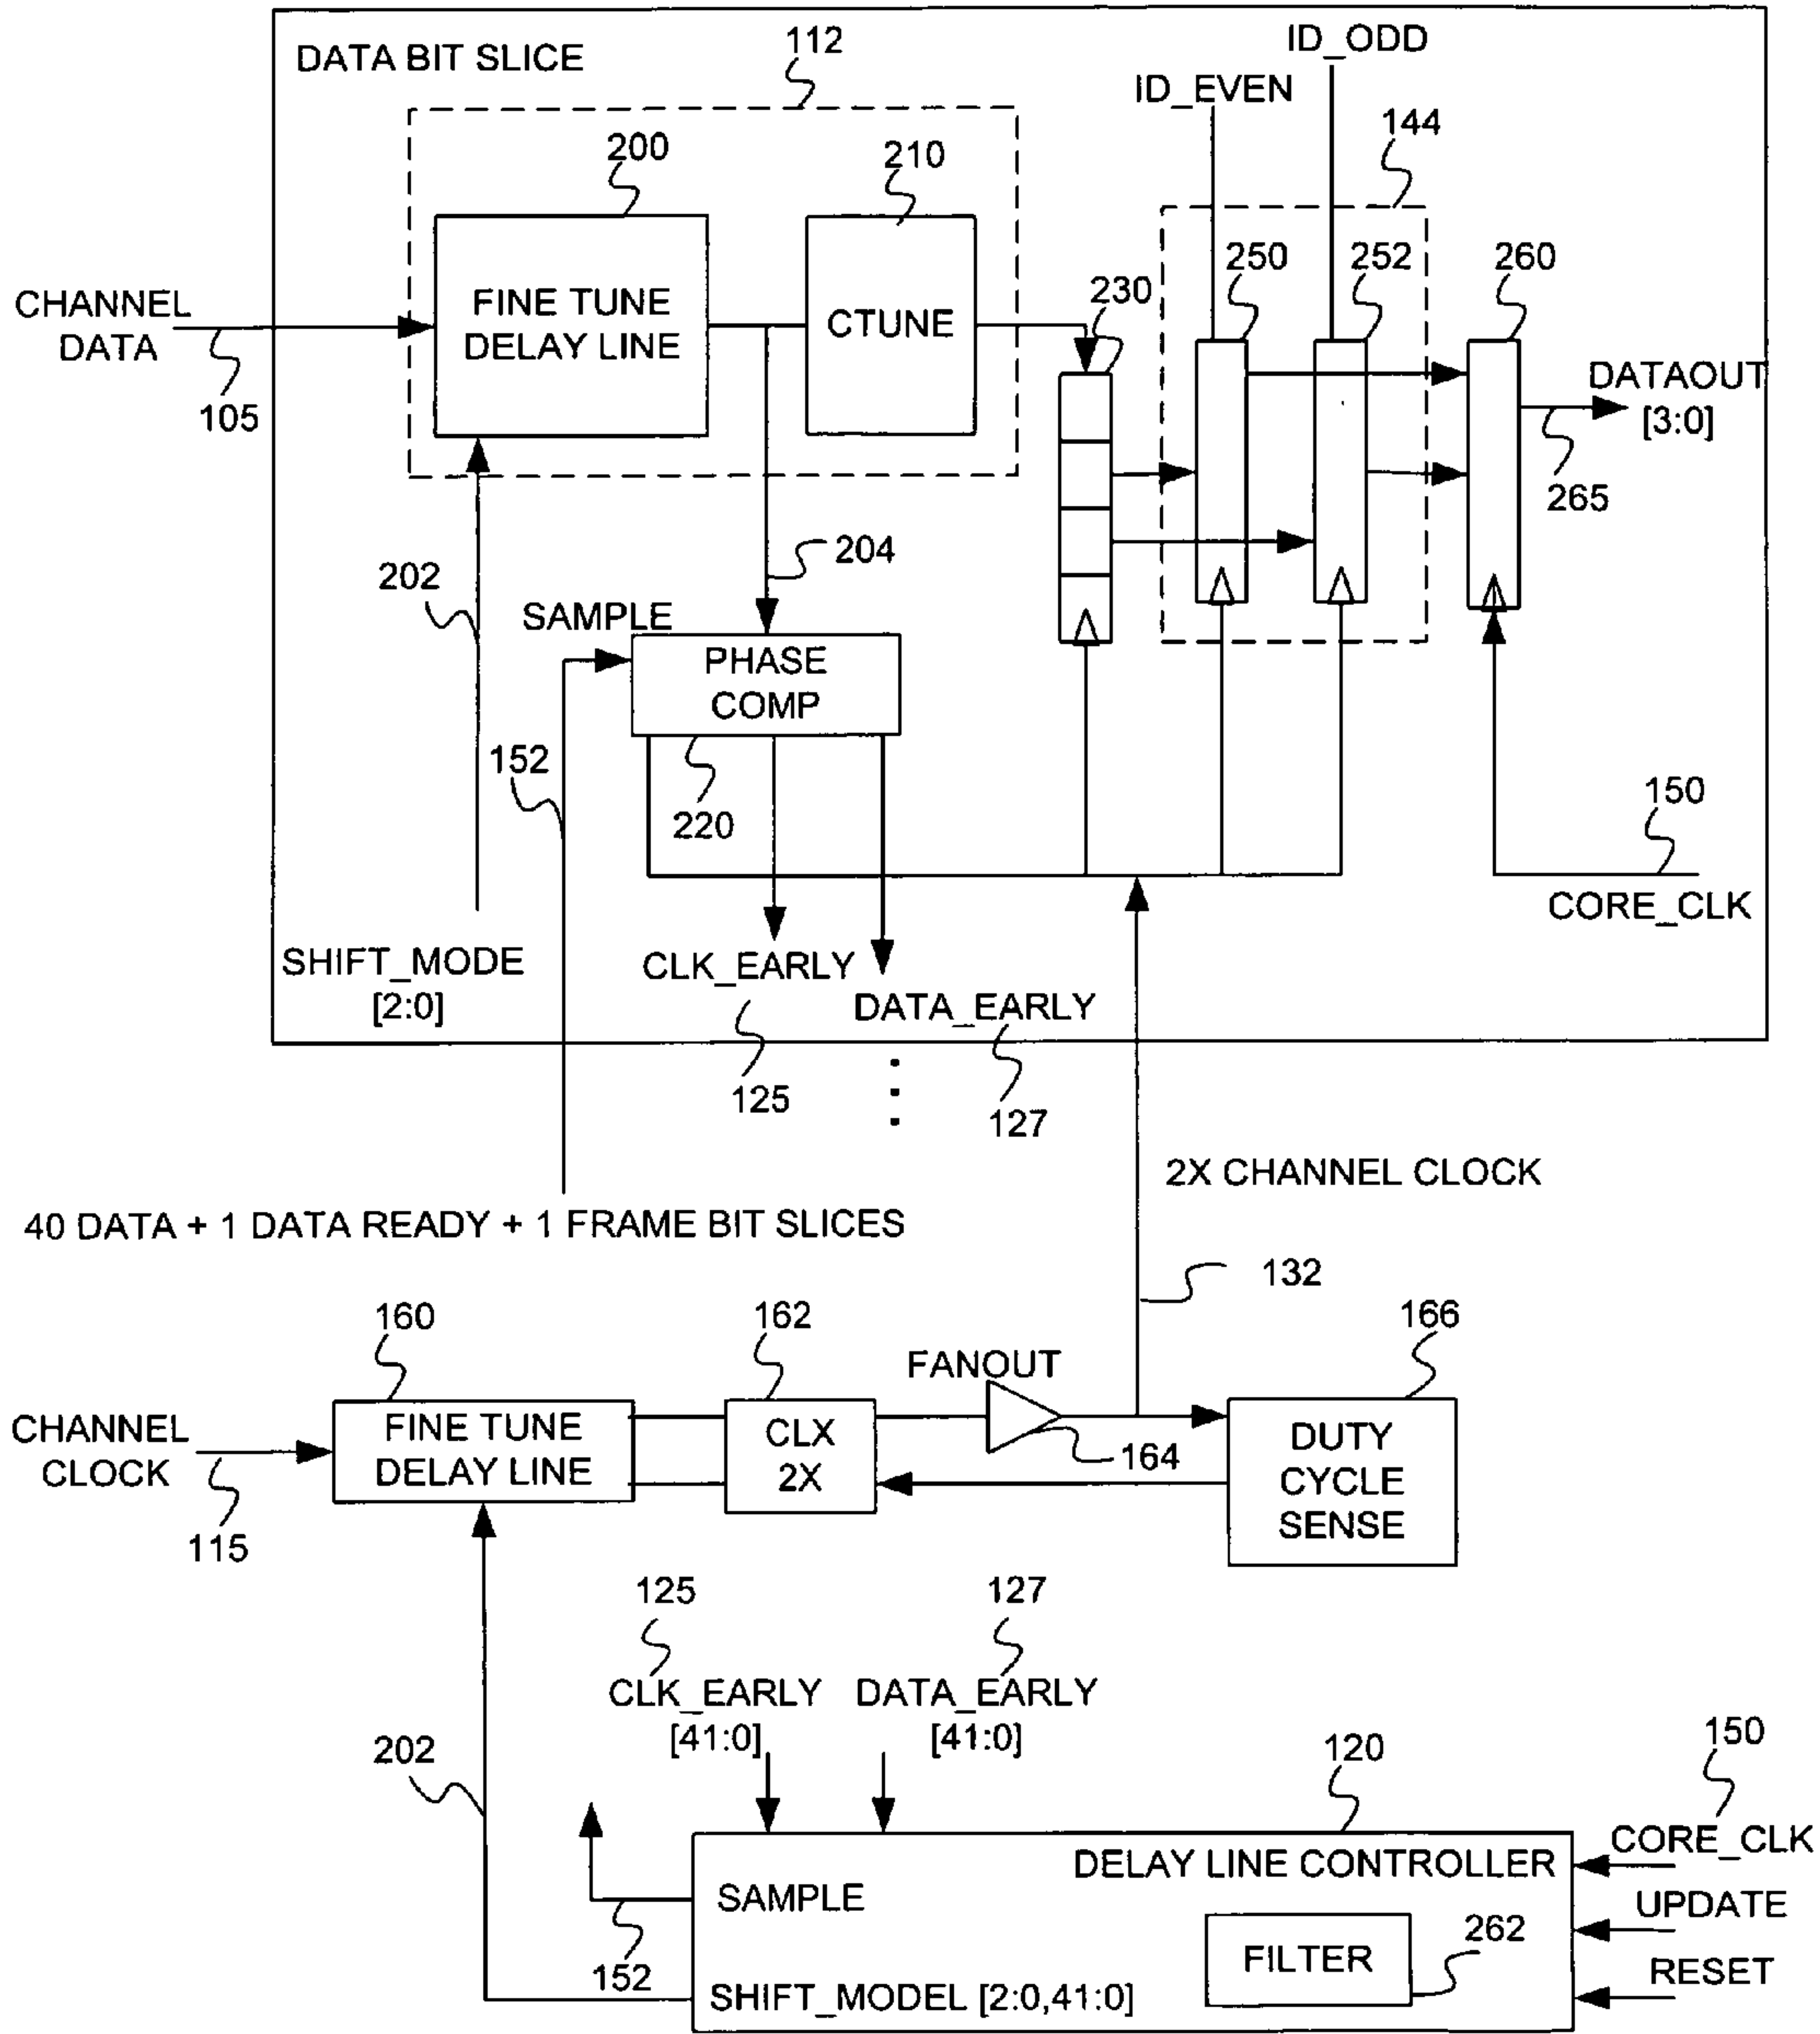 DATA BIT SLICE
112
ID_ODD
ID_EVEN
144
200
210
250
252
260
230
CHANNEL
DATA
FINE TUNE
DELAY LINE
CTUNE
DATAOUT
[3:0]
105
265
204
202
SAMPLE
PHASE
COMP
152
220
150
CORE_CLK
SHIFT_MODE
[2:0]
CLK_EARLY
DATA_EARLY
125
127
2X CHANNEL CLOCK
40 DATA + 1 DATA READY + 1 FRAME BIT SLICES
132
160
162
166
FANOUT
CHANNEL
CLOCK
FINE TUNE
DELAY LINE
CLX
2X
164
DUTY
CYCLE
SENSE
115
125
127
CLK_EARLY
[41:0]
DATA_EARLY
[41:0]
202
120
150
CORE_CLK
DELAY LINE CONTROLLER
SAMPLE
UPDATE
152
FILTER
262
RESET
SHIFT_MODEL [2:0,41:0]